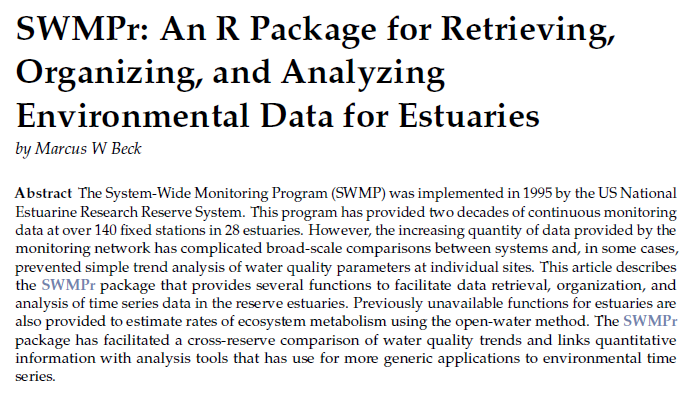 SWMPr: An R Package for Retrieving,
Organizing, and Analyzing
Environmental Data for Estuaries
by Marcus W Beck
Abstract The System-Wide Monitoring Program (SWMP) was implemented in 1995 by the US National
Estuarine Research Reserve System. This program has provided two decades of continuous monitoring
data at over 140 fixed stations in 28 estuaries. However, the increasing quantity of data provided by the
monitoring network has complicated broad-scale comparisons between systems and, in some cases,
prevented simple trend analysis of water quality parameters at individual sites. This article describes
the SWMPr package that provides several functions to facilitate data retrieval, organization, and
analysis of time series data in the reserve estuaries. Previously unavailable functions for estuaries are
also provided to estimate rates of ecosystem metabolism using the open-water method. The SWMPr
package has facilitated a cross-reserve comparison of water quality trends and links quantitative
information with analysis tools that has use for more generic applications to environmental time
series.